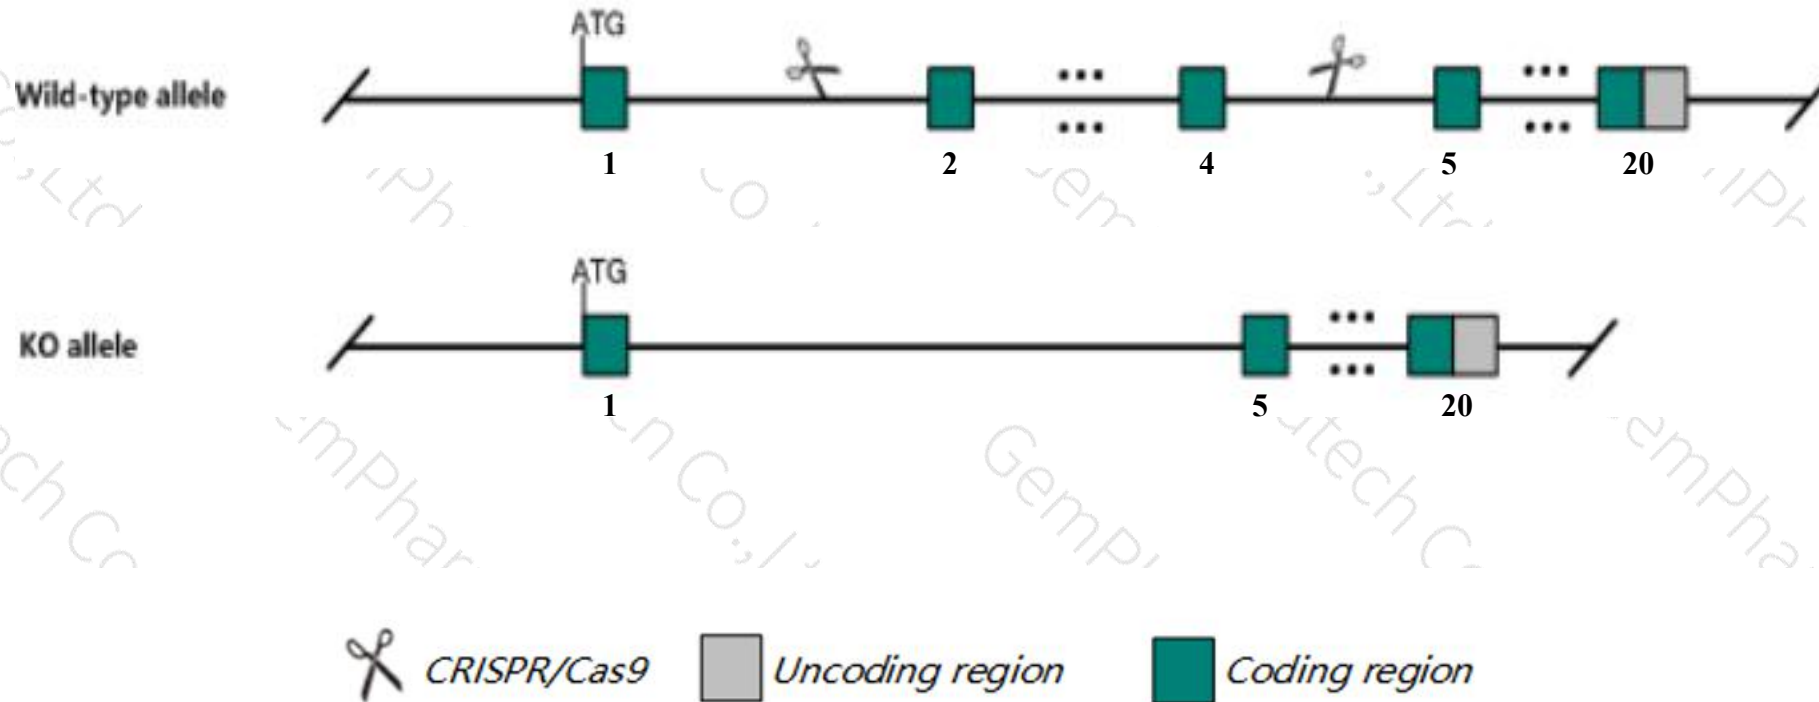 ATG
Wild-type allele
1 2 4 5 20
ATG
KO allele
1 5 20
CRISPR/Cas9 Uncoding region Coding region